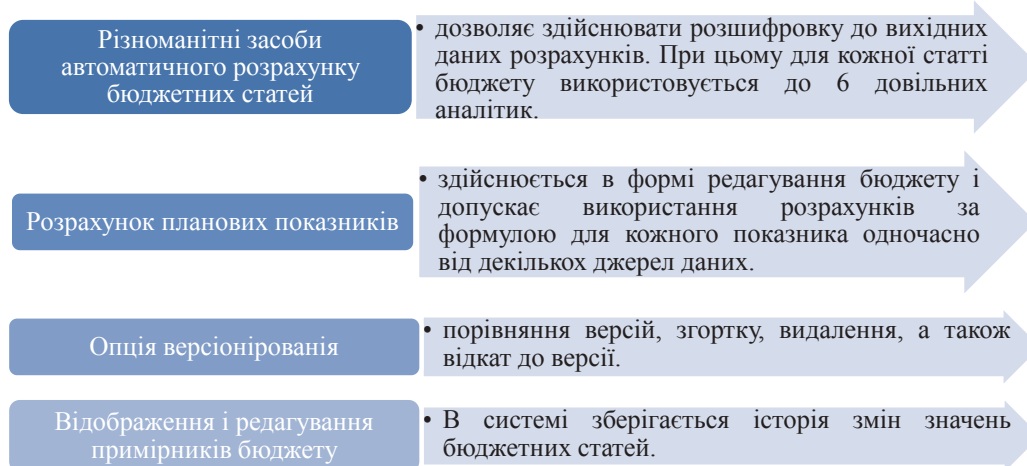 Різноманітні засоби
автоматичного розрахунку
бюджетних статей
• дозволяє здійснювати розшифровку до вихідних
даних розрахунків. При цьому для кожної статті
бюджету використовується до 6 довільних
аналітик.
Розрахунок планових показників
• здійснюється в формі редагування бюджету і
допускає використання розрахунків за
формулою для кожного показника одночасно
від декількох джерел даних.
Опція версіонірованія
• порівняння версій, згортку, видалення, а також
відкат до версії.
Відображення і редагування
примірників бюджету
• В системі зберігається історія змін значень
бюджетних статей.